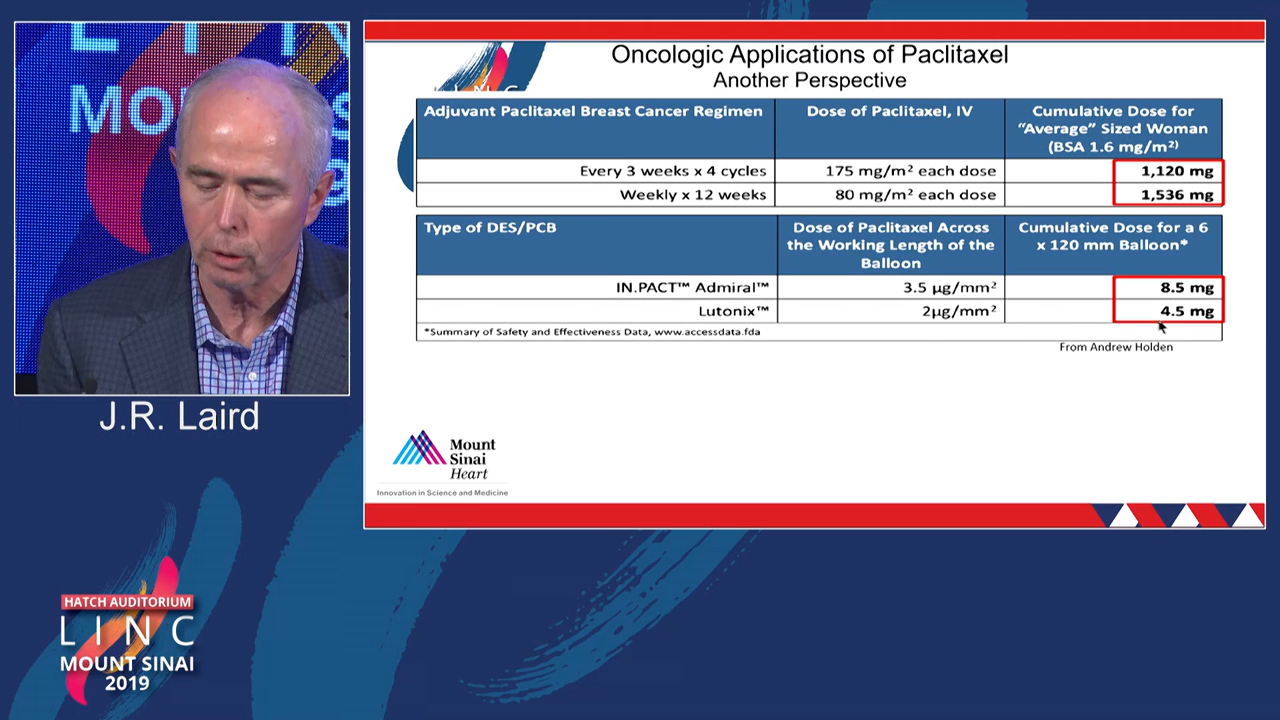 L I N
MO
S
9
L I N C
Oncologic Applications of Paclitaxel
Another Perspective
Adjuvant Paclitaxel Breast Cancer Regimen
Dose of Paclitaxel, IV
Cumulative Dose for
“Average” Sized Woman
(BSA 1.6 mg/m²)
Every 3 weeks x 4 cycles 175 mg/m² each dose 1,120 mg
Weekly x 12 weeks 80 mg/m² each dose 1,536 mg
Type of DES/PCB
Dose of Paclitaxel Across
the Working Length of the
Balloon
Cumulative Dose for a 6
x 120 mm Balloon*
IN.PACT™ Admiral™ 3.5 µg/mm² 8.5 mg
Lutonix™ 2µg/mm² 4.5 mg
*Summary of Safety and Effectiveness Data, www.accessdata.fda
From Andrew Holden
J.R. Laird
Mount
Sinai
Heart
Innovation in Science and Medicine
HATCH AUDITORIUM
LINC
MOUNT SINAI
2019